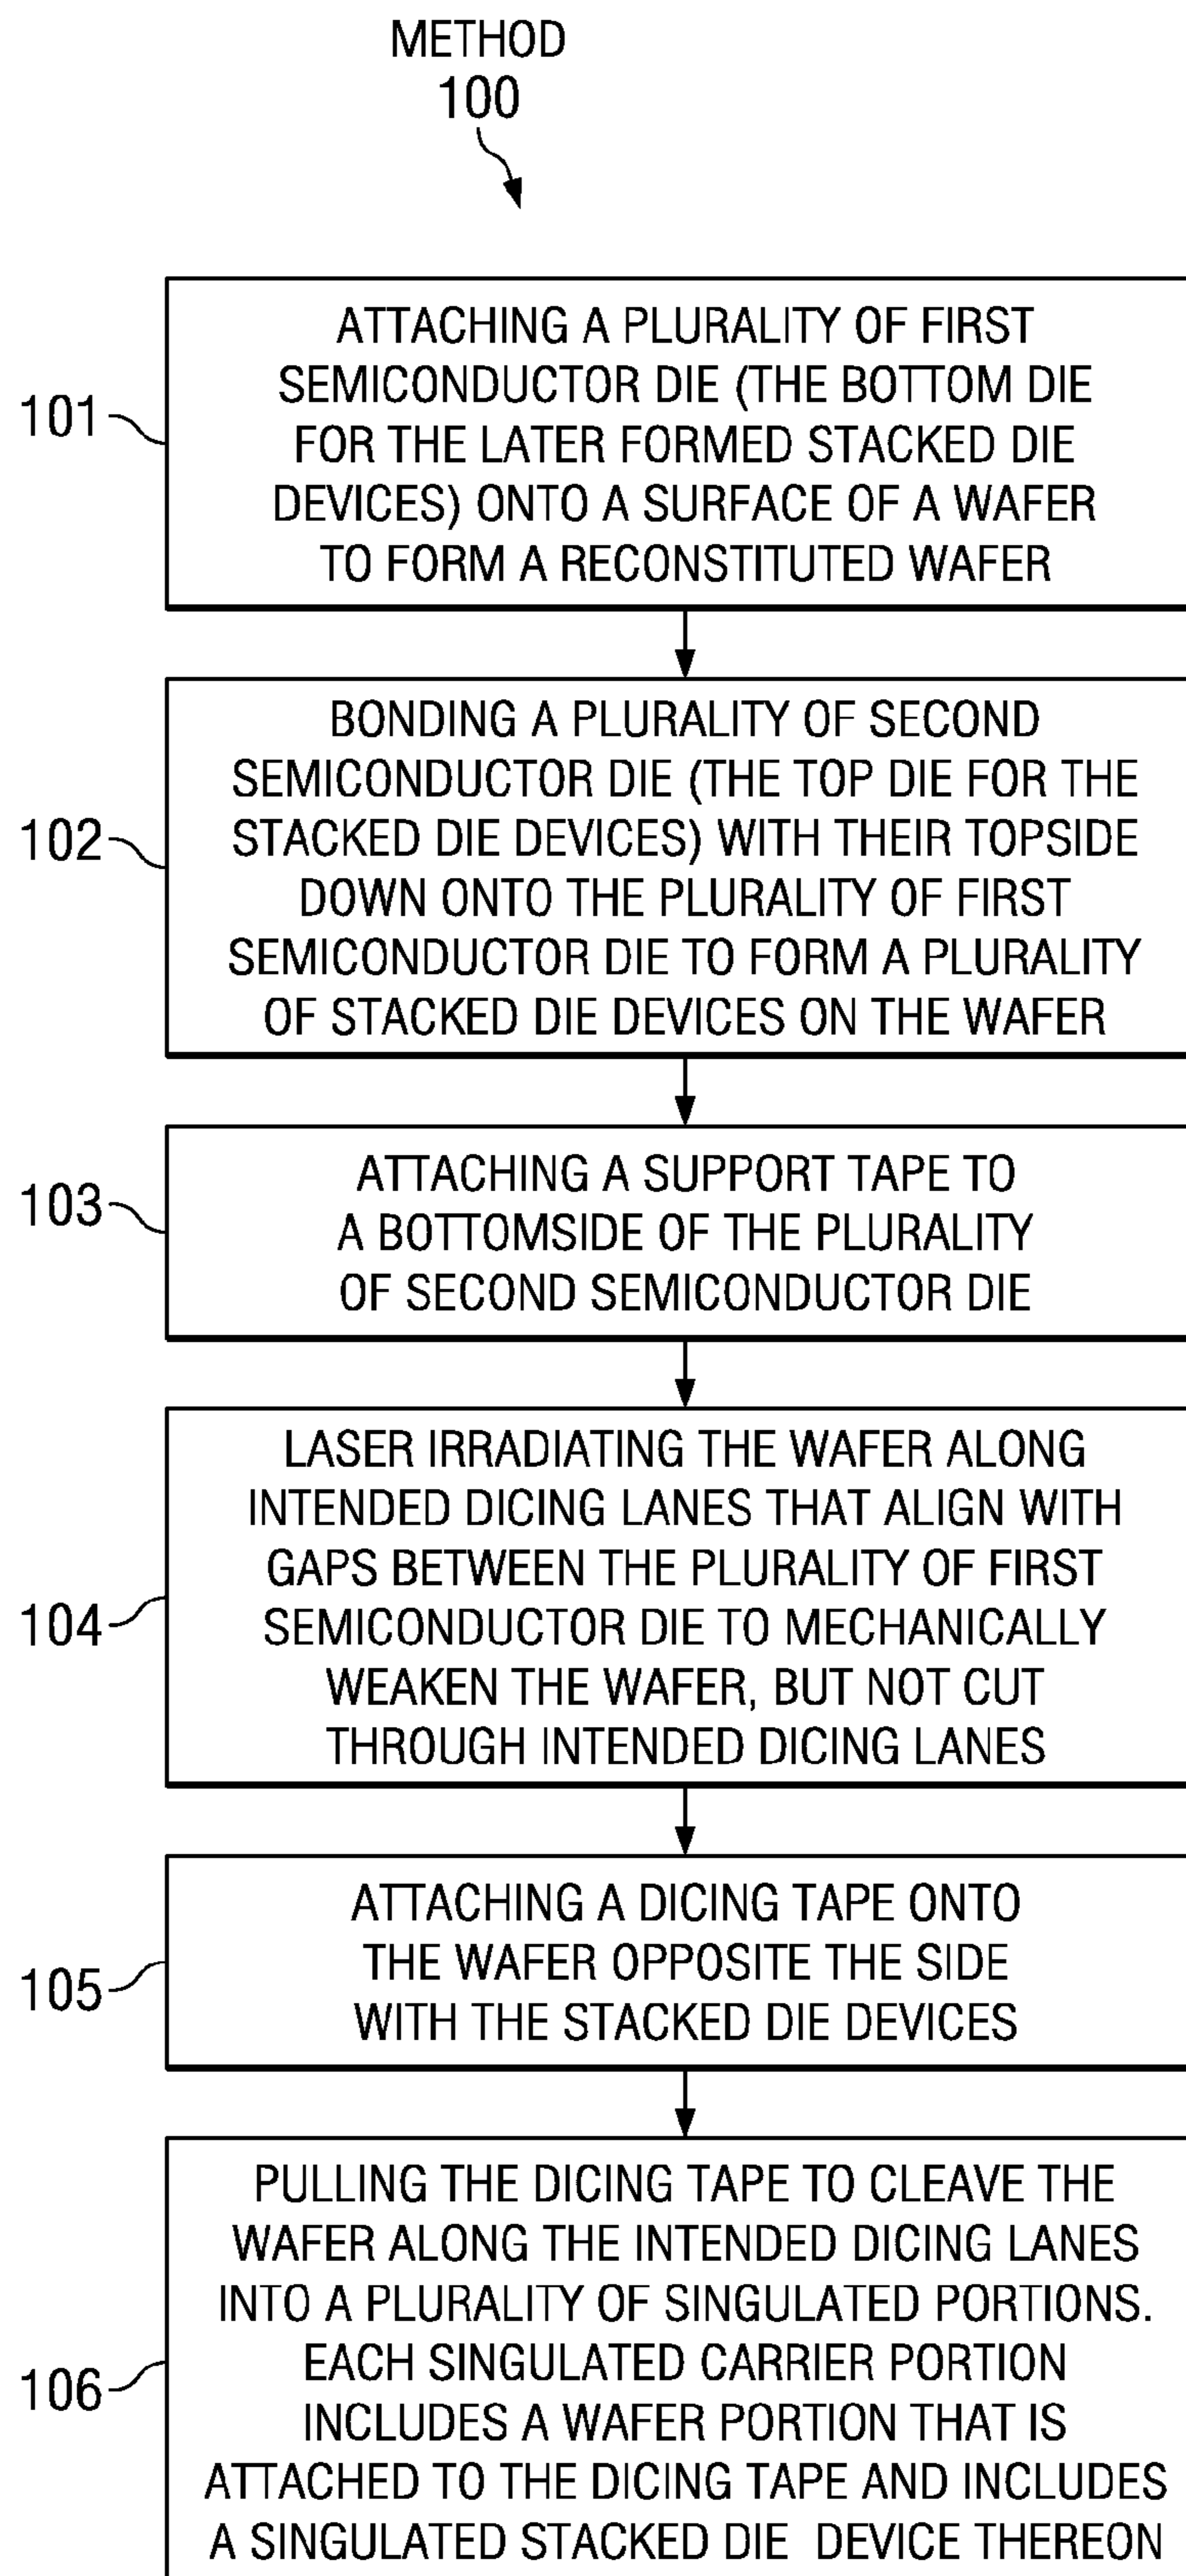 METHOD
100
101
ATTACHING A PLURALITY OF FIRST
SEMICONDUCTOR DIE (THE BOTTOM DIE
FOR THE LATER FORMED STACKED DIE
DEVICES) ONTO A SURFACE OF A WAFER
TO FORM A RECONSTITUTED WAFER
102
BONDING A PLURALITY OF SECOND
SEMICONDUCTOR DIE (THE TOP DIE FOR THE
STACKED DIE DEVICES) WITH THEIR TOPSIDE
DOWN ONTO THE PLURALITY OF FIRST
SEMICONDUCTOR DIE TO FORM A PLURALITY
OF STACKED DIE DEVICES ON THE WAFER
103
ATTACHING A SUPPORT TAPE TO
A BOTTOMSIDE OF THE PLURALITY
OF SECOND SEMICONDUCTOR DIE
104
LASER IRRADIATING THE WAFER ALONG
INTENDED DICING LANES THAT ALIGN WITH
GAPS BETWEEN THE PLURALITY OF FIRST
SEMICONDUCTOR DIE TO MECHANICALLY
WEAKEN THE WAFER, BUT NOT CUT
THROUGH INTENDED DICING LANES
105
ATTACHING A DICING TAPE ONTO
THE WAFER OPPOSITE THE SIDE
WITH THE STACKED DIE DEVICES
106
PULLING THE DICING TAPE TO CLEAVE THE
WAFER ALONG THE INTENDED DICING LANES
INTO A PLURALITY OF SINGULATED PORTIONS.
EACH SINGULATED CARRIER PORTION
INCLUDES A WAFER PORTION THAT IS
ATTACHED TO THE DICING TAPE AND INCLUDES
A SINGULATED STACKED DIE DEVICE THEREON